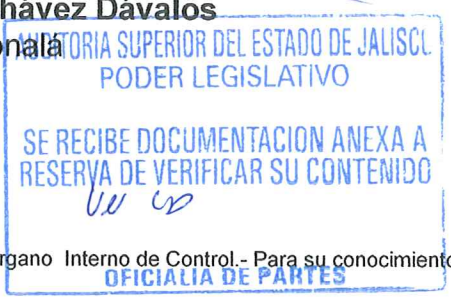 hávez Dávalos
onalá
AUDITORIA SUPERIOR DEL ESTADO DE JALISCO
PODER LEGISLATIVO
SE RECIBE DOCUMENTACION ANEXA A
RESERVA DE VERIFICAR SU CONTENIDO
rgano Interno de Control.- Para su conocimiento
OFICIALIA DE PARTES